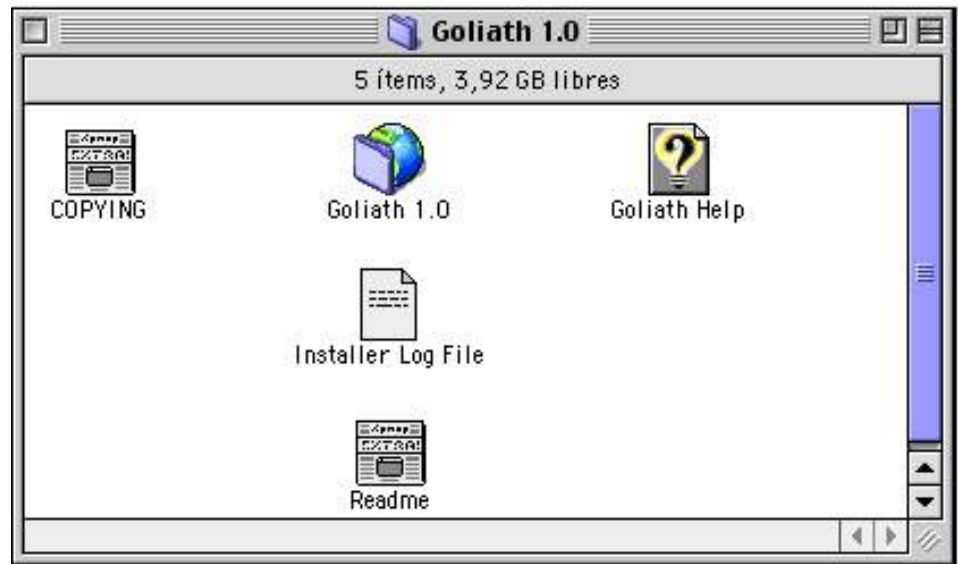 Goliath 1.0
5 ítems, 3,92 GB libres
COPYING
Goliath 1.0
Goliath Help
Installer Log File
EXTRA!
Readme